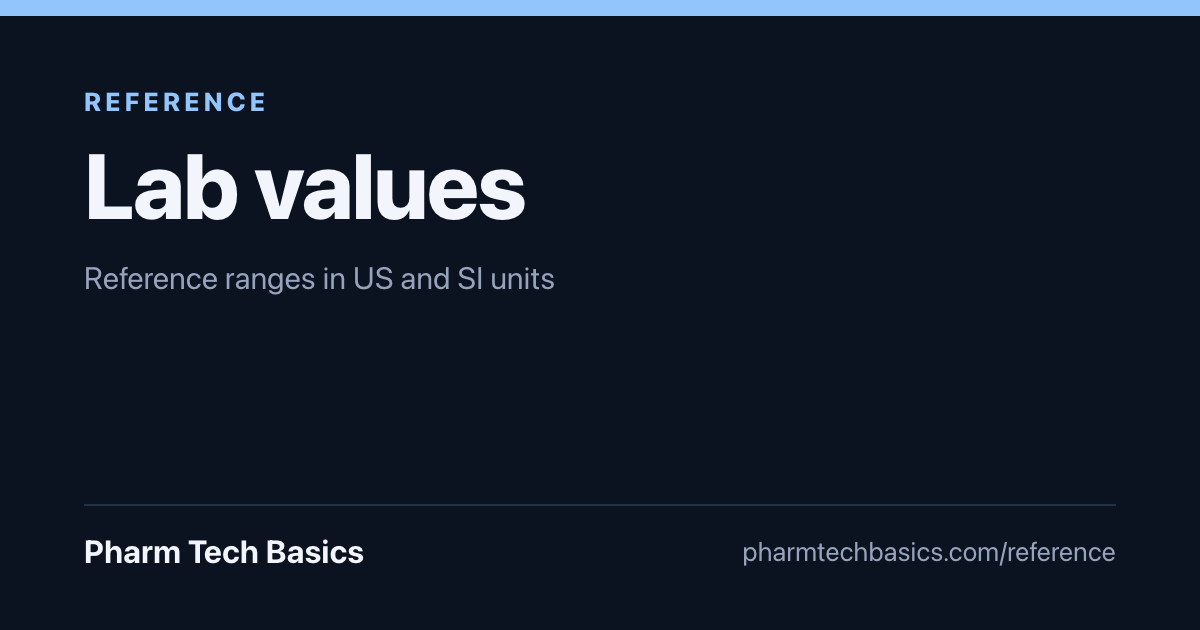 REFERENCE
Lab values
Reference ranges in US and SI units
Pharm Tech Basics
pharmtechbasics.com/reference